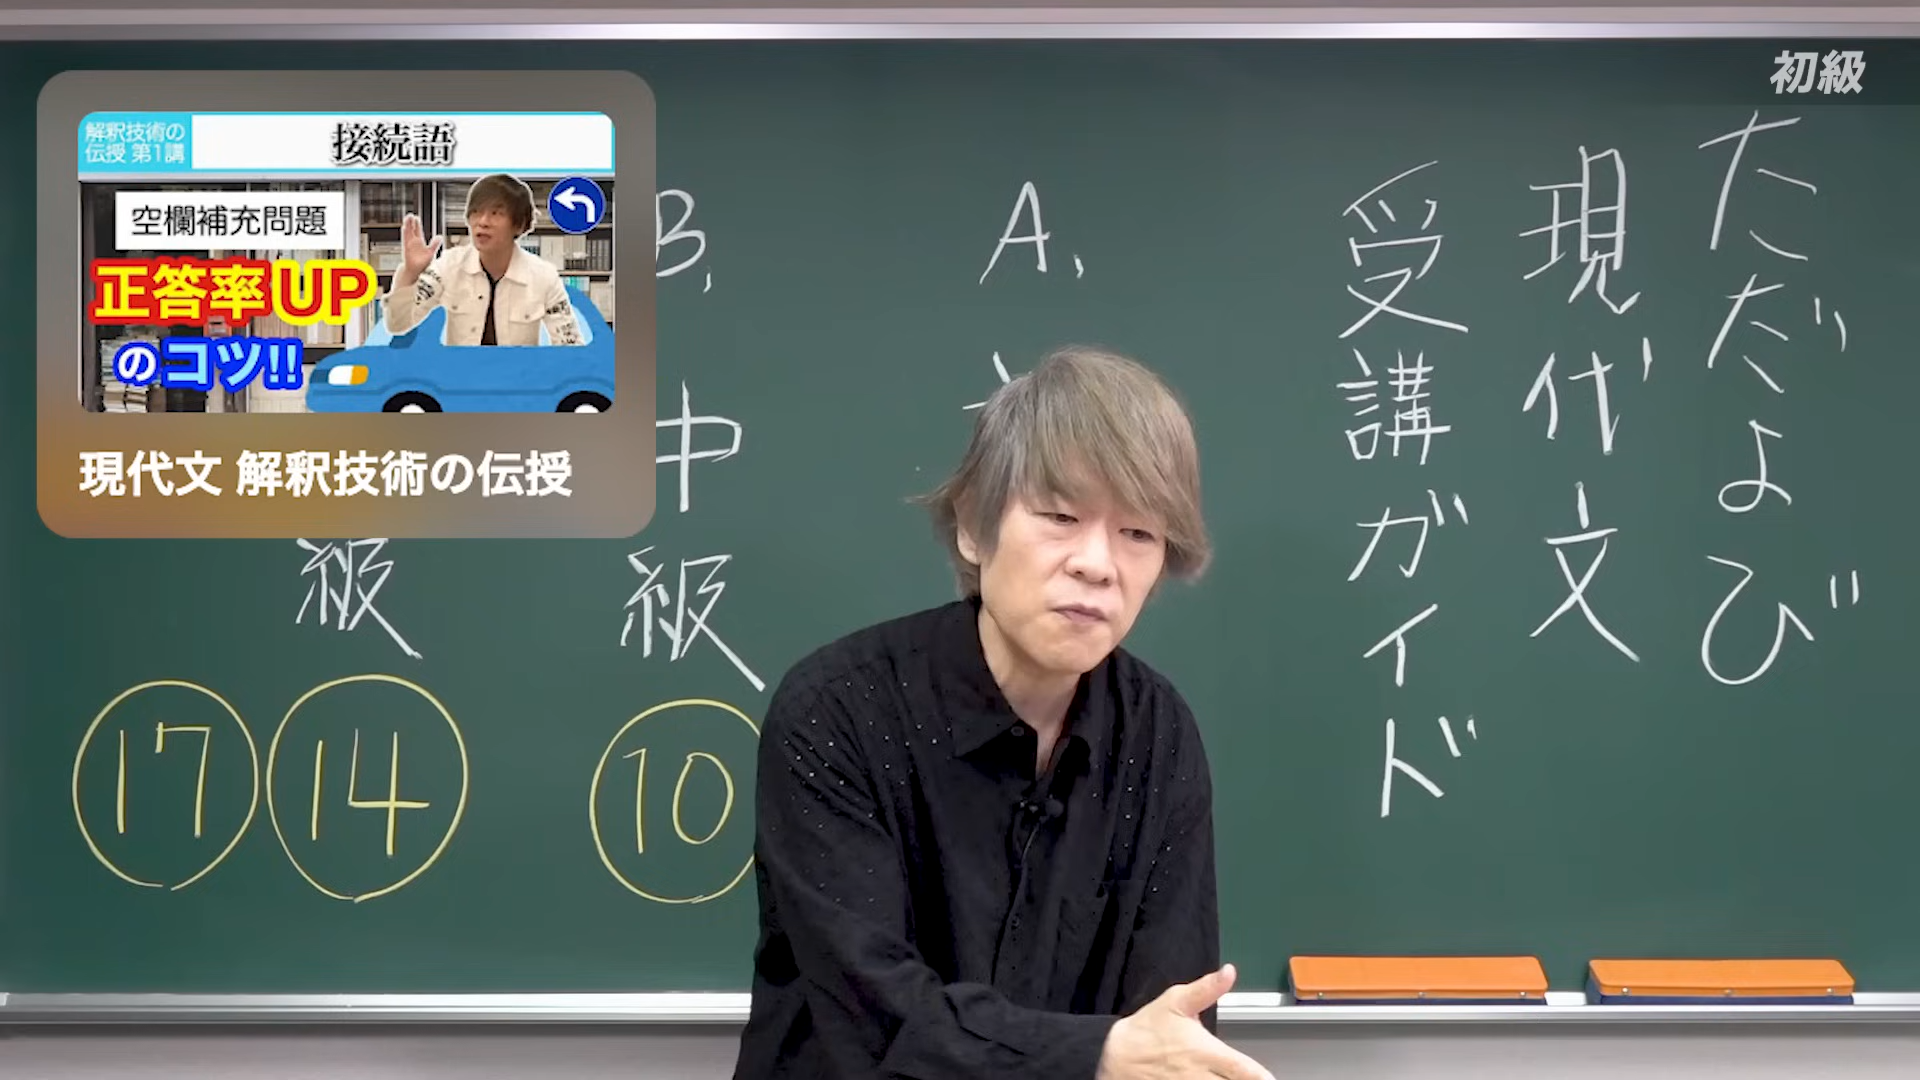 初級
解釈技術の
伝授 第1講
接続語
空欄補充問題
正答率UP
のコツ!!
現代文 解釈技術の伝授
ただよび
現代文
受講ガイド
A.
B.
中級
級
10
14
17